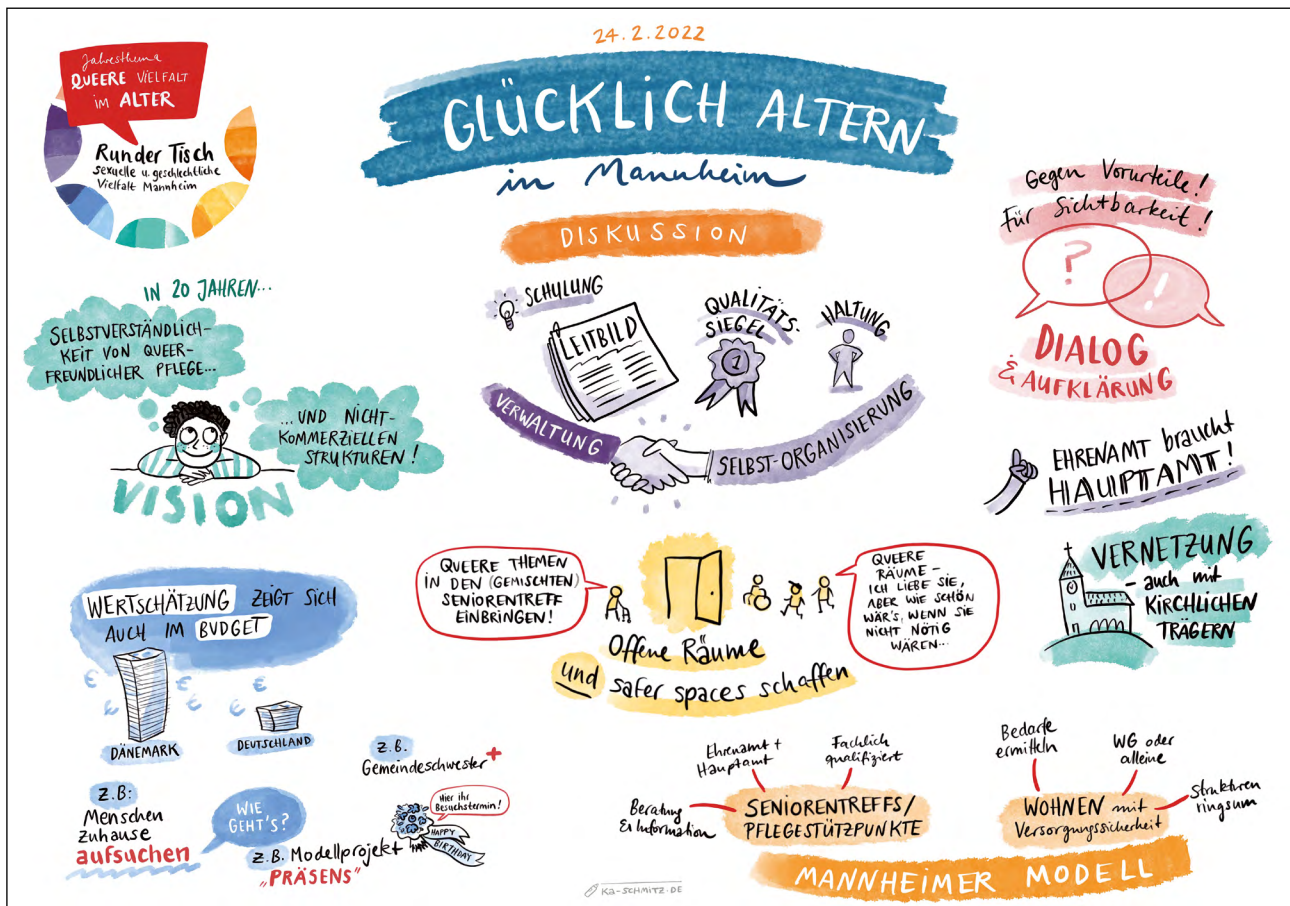 24.2.2022
GLÜCKLICH ALTERN
in Mannheim
Jahresthema
QUEERE VIELFALT
IM ALTER
Runder Tisch
sexuelle u. geschlechtliche
Vielfalt Mannheim
IN 20 JAHREN...
SELBSTVERSTÄNDLICH-
KEIT VON QUEER-
FREUNDLICHER PFLEGE...
...UND NICHT-
KOMMERZIELLEN
STRUKTUREN!
VISION
DISKUSSION
SCHULUNG
LEITBILD
QUALITÄTS-
SIEGEL
1
HALTUNG
VERWALTUNG
SELBST-ORGANISIERUNG
Gegen Vorurteile!
Für Sichtbarkeit!
?
!
DIALOG
& AUFKLÄRUNG
EHRENAMT braucht
HAUPTAMT!
VERNETZUNG
- auch mit
KIRCHLICHEN
TRÄGERN
QUEERE THEMEN
IN DEN (GEMISCHTEN)
SENIORENTREFF
EINBRINGEN!
QUEERE
RÄUME -
ICH LIEBE SIE,
ABER WIE SCHÖN
WÄR'S, WENN SIE
NICHT NÖTIG
WÄREN...
Offene Räume
und safer spaces schaffen
WERTSCHÄTZUNG ZEIGT SICH
AUCH IM BUDGET
€ € € € € €
DÄNEMARK
DEUTSCHLAND
z.B:
Menschen
zuhause
aufsuchen
WIE
GEHT'S?
z.B.
Gemeindeschwester+
Hier ihr
Besuchstermin!
HAPPY
BIRTHDAY
z.B. Modellprojekt
„PRÄSENS"
Ehrenamt +
Hauptamt
Fachlich
qualifiziert
Beratung
& Information
SENIORENTREFFS/
PFLEGESTÜTZPUNKTE
Bedarfe
ermitteln
WG oder
alleine
Strukturen
ringsum
WOHNEN mit
Versorgungssicherheit
MANNHEIMER MODELL
KA-SCHMITZ.DE